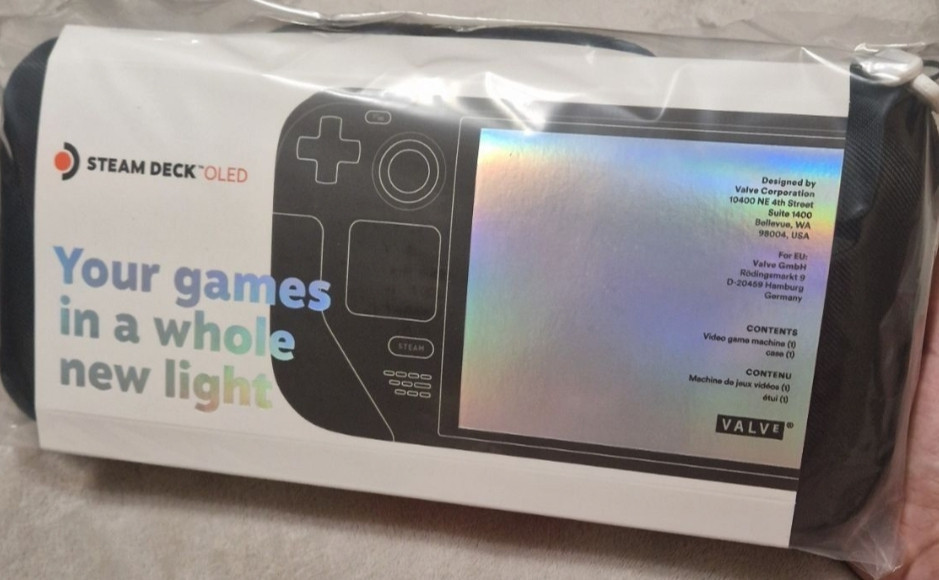 STEAM DECK™OLED
Your games
in a whole
new light
STEAM
Designed by
Valve Corporation
10400 NE 4th Street
Suite 1400
Bellevue, WA
98004, USA
For EU:
Valve GmbH
Rödingsmarkt 9
D-20459 Hamburg
Germany
CONTENTS
Video game machine (1)
case (1)
CONTENU
Machine de jeux vidéos (1)
étui (1)
VALVE®